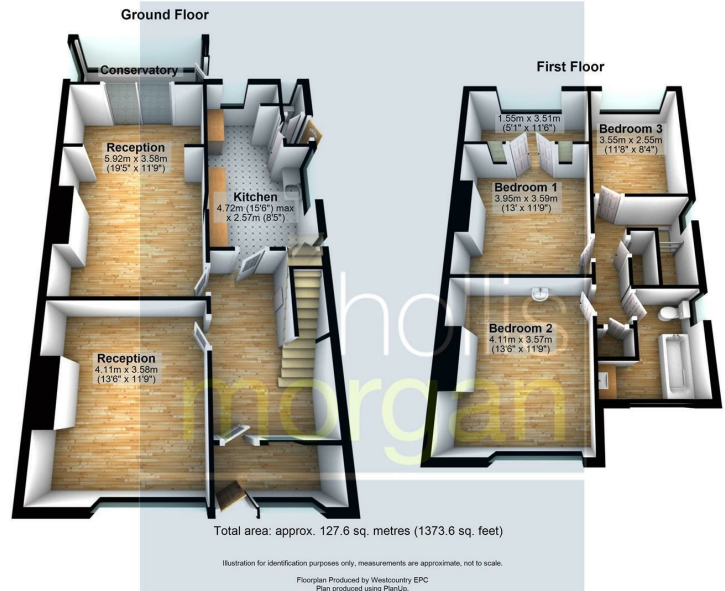 Ground Floor
Conservatory
Reception
5.92m x 3.58m
(19'5" x 11'9")
Kitchen
4.72m (15'6") max
x 2.57m (8'5")
Reception
4.11m x 3.58m
(13'6" x 11'9")
First Floor
1.55m x 3.51m
(5'1" x 11'6")
Bedroom 3
3.55m x 2.55m
(11'8" x 8'4")
Bedroom 1
3.95m x 3.59m
(13' x 11'9")
Bedroom 2
4.11m x 3.57m
(13'6" x 11'9")
hollis
morgan
Total area: approx. 127.6 sq. metres (1373.6 sq. feet)
Illustration for identification purposes only, measurements are approximate, not to scale.
Floorplan Produced by Westcountry EPC
Plan produced using PlanUp.